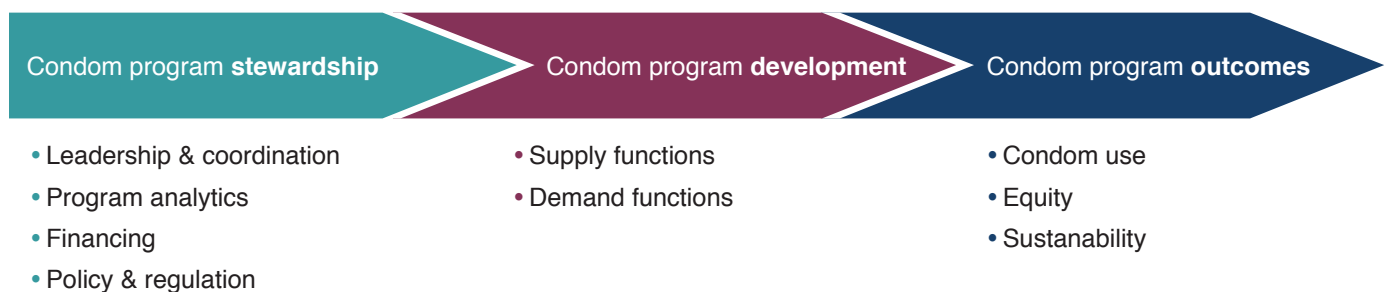 Condom program stewardship
• Leadership & coordination
• Program analytics
• Financing
• Policy & regulation
Condom program development
• Supply functions
• Demand functions
Condom program outcomes
• Condom use
• Equity
• Sustanability